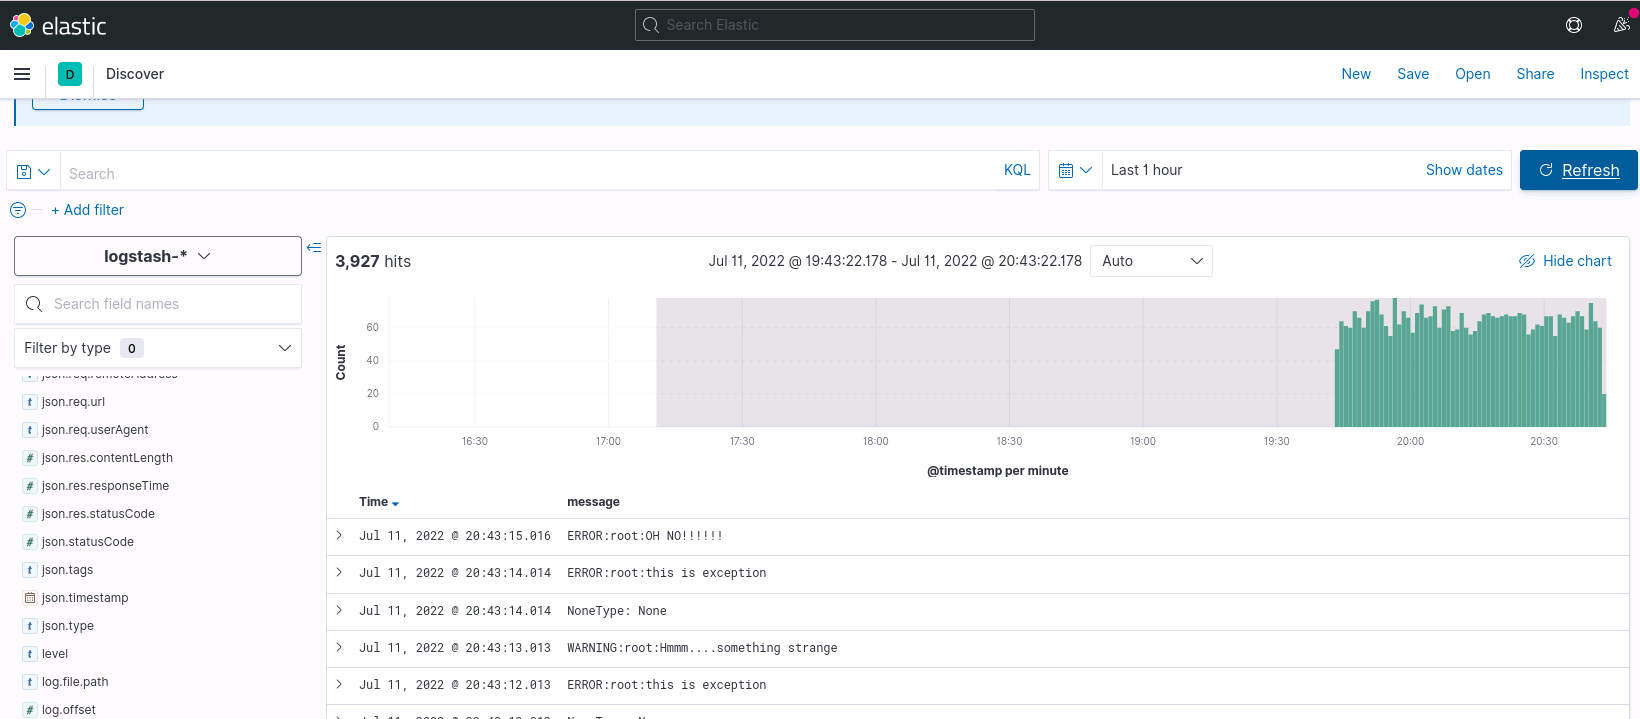 elastic
Search Elastic
D
Discover
New
Save
Open
Share
Inspect
Search
KQL
Last 1 hour
Show dates
Refresh
+ Add filter
logstash-*
3,927 hits
Jul 11, 2022 @ 19:43:22.178 - Jul 11, 2022 @ 20:43:22.178
Auto
Hide chart
Search field names
Filter by type 0
json.req.remoteAddress
t json.req.url
t json.req.userAgent
# json.res.contentLength
# json.res.responseTime
# json.res.statusCode
# json.statusCode
t json.tags
json.timestamp
t json.type
t level
t log.file.path
# log.offset
Count
60
40
20
0
16:30
17:00
17:30
18:00
18:30
19:00
19:30
20:00
20:30
@timestamp per minute
Time message
Jul 11, 2022 @ 20:43:15.016 ERROR:root:OH NO!!!!!!
Jul 11, 2022 @ 20:43:14.014 ERROR:root:this is exception
Jul 11, 2022 @ 20:43:14.014 NoneType: None
Jul 11, 2022 @ 20:43:13.013 WARNING:root:Hmmm....something strange
Jul 11, 2022 @ 20:43:12.013 ERROR:root:this is exception